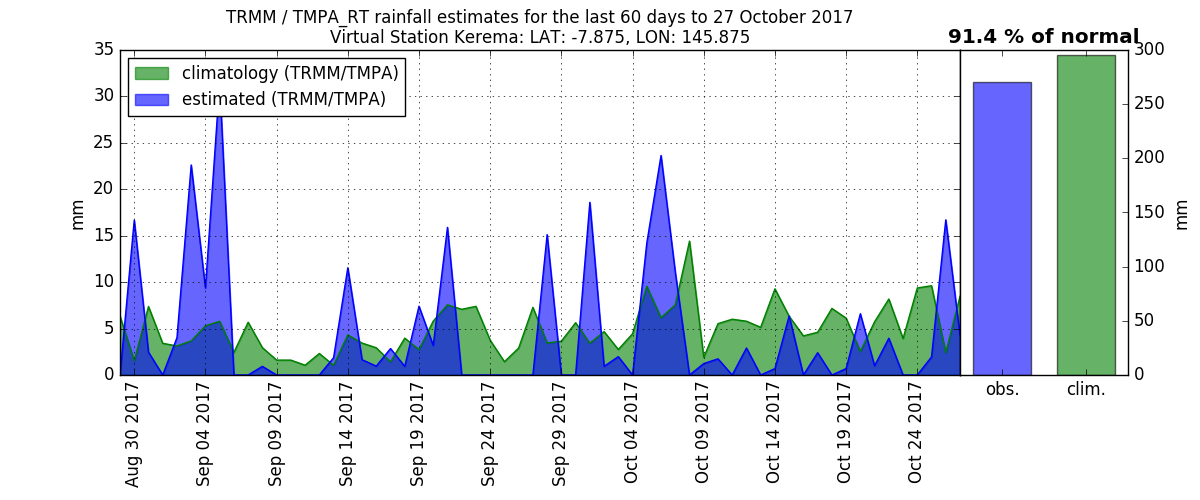 TRMM / TMPA_RT rainfall estimates for the last 60 days to 27 October 2017
Virtual Station Kerema: LAT: -7.875, LON: 145.875
91.4 % of normal
climatology (TRMM/TMPA)
estimated (TRMM/TMPA)
mm
35
30
25
20
15
10
5
0
Aug 30 2017
Sep 04 2017
Sep 09 2017
Sep 14 2017
Sep 19 2017
Sep 24 2017
Sep 29 2017
Oct 04 2017
Oct 09 2017
Oct 14 2017
Oct 19 2017
Oct 24 2017
obs.
clim.
300
250
200
150
100
50
0
mm